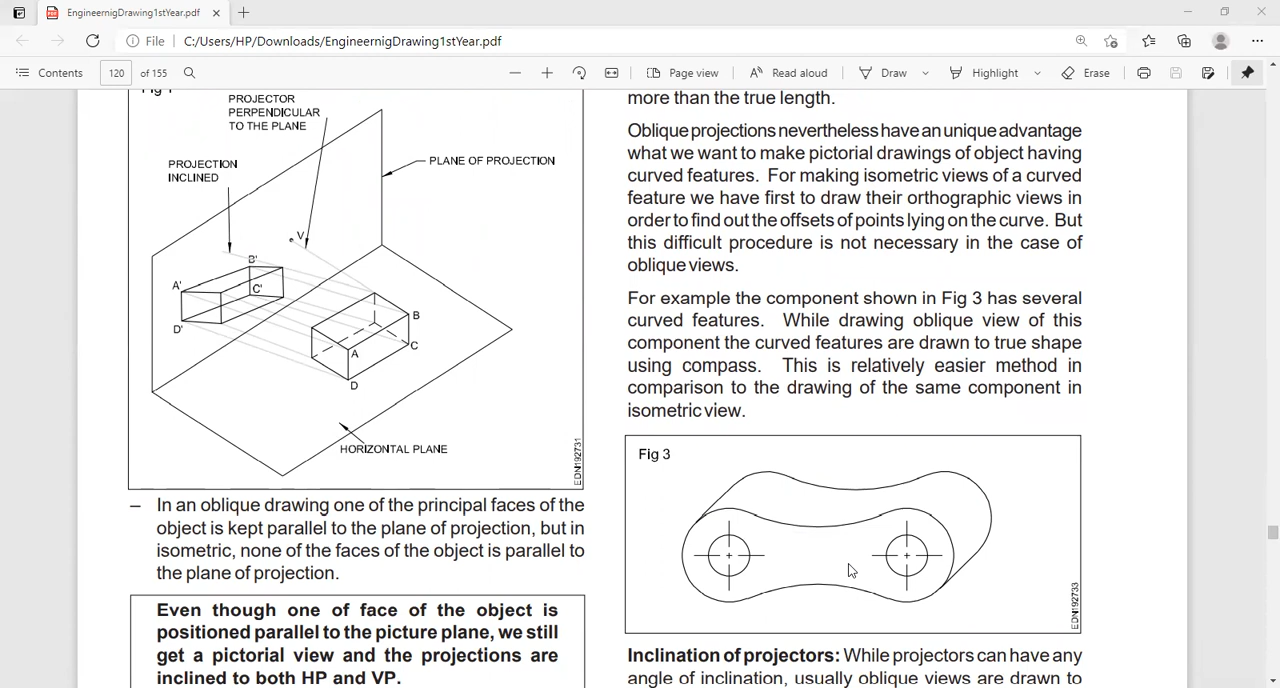 EngineernigDrawing1stYear.pdf
File C:/Users/HP/Downloads/EngineernigDrawing1stYear.pdf
Contents 120 of 155 Page view Read aloud Draw Highlight Erase
PROJECTOR
PERPENDICULAR
TO THE PLANE
PROJECTION
INCLINED
PLANE OF PROJECTION
V
B'
A'
C'
D'
B
A
C
D
HORIZONTAL PLANE
EDN192731
– In an oblique drawing one of the principal faces of the
object is kept parallel to the plane of projection, but in
isometric, none of the faces of the object is parallel to
the plane of projection.
Even though one of face of the object is
positioned parallel to the picture plane, we still
get a pictorial view and the projections are
inclined to both HP and VP.
more than the true length.
Oblique projections nevertheless have an unique advantage
what we want to make pictorial drawings of object having
curved features. For making isometric views of a curved
feature we have first to draw their orthographic views in
order to find out the offsets of points lying on the curve. But
this difficult procedure is not necessary in the case of
oblique views.
For example the component shown in Fig 3 has several
curved features. While drawing oblique view of this
component the curved features are drawn to true shape
using compass. This is relatively easier method in
comparison to the drawing of the same component in
isometric view.
Fig 3
EDN192733
Inclination of projectors: While projectors can have any
angle of inclination, usually oblique views are drawn to